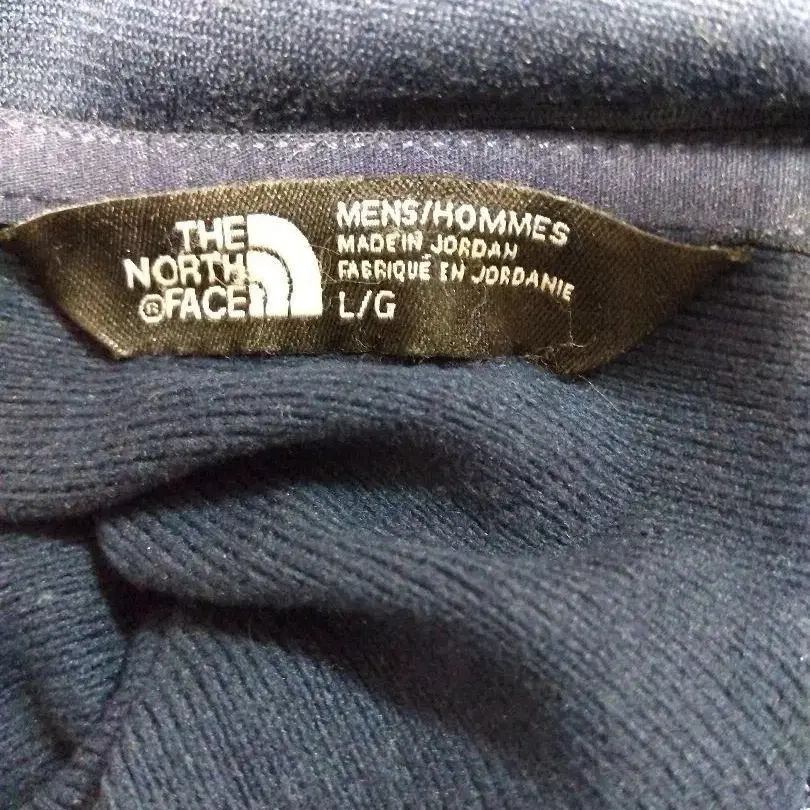 THE
NORTH
®FACE
MENS/HOMMES
MADE IN JORDAN
FABRIQUÉ EN JORDANIE
L/G